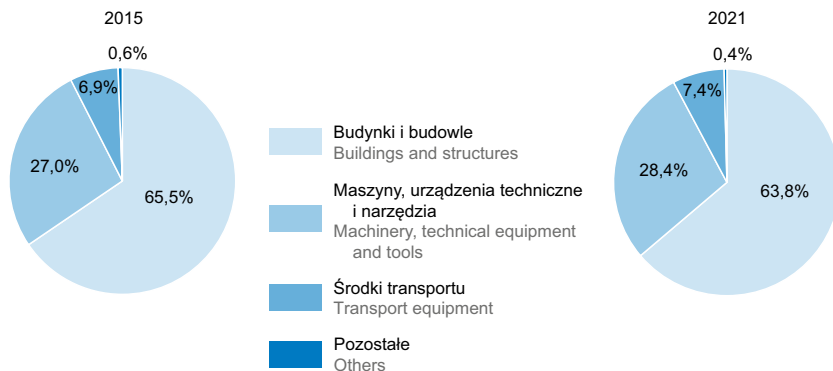 2015
0,6%
6,9%
27,0%
65,5%
Budynki i budowle
Buildings and structures
Maszyny, urządzenia techniczne
i narzędzia
Machinery, technical equipment
and tools
Środki transportu
Transport equipment
Pozostałe
Others
2021
0,4%
7,4%
28,4%
63,8%